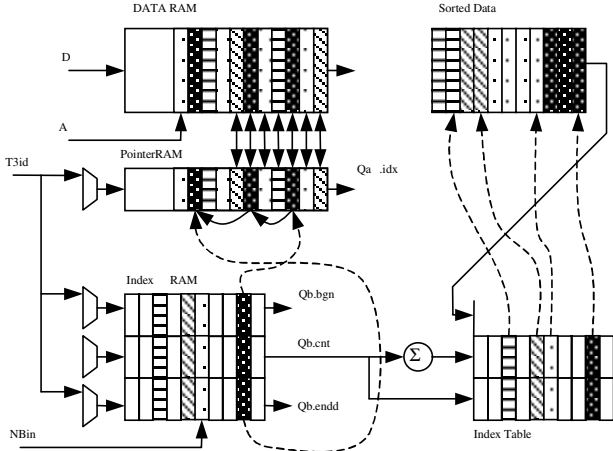 DATA RAM
Sorted Data
D
A
T3id
PointerRAM
Qa .idx
Index RAM
Qb.bgn
Qb.cnt
Σ
Qb.endd
NBin
Index Table